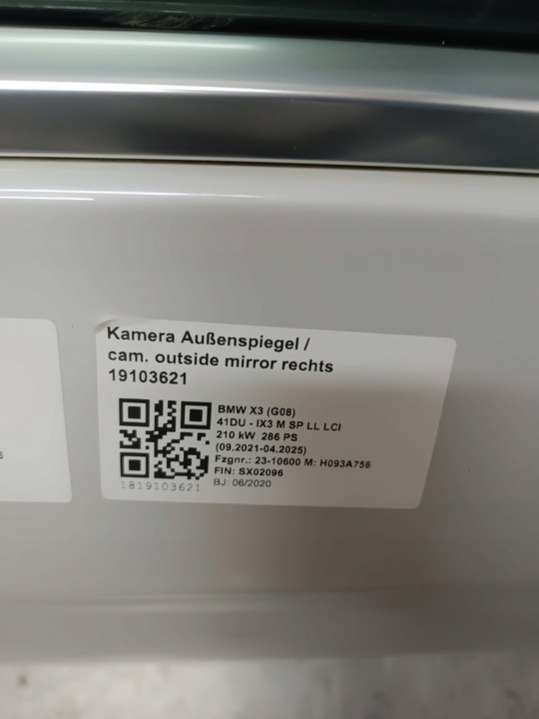 Kamera Außenspiegel /
cam. outside mirror rechts
19103621
BMW X3 (G08)
41DU - IX3 M SP LL LCI
210 kW 286 PS
(09.2021-04.2025)
Fzgnr.: 23-10600 M: H093A756
FIN: SX02096
BJ: 06/2020
1819103621